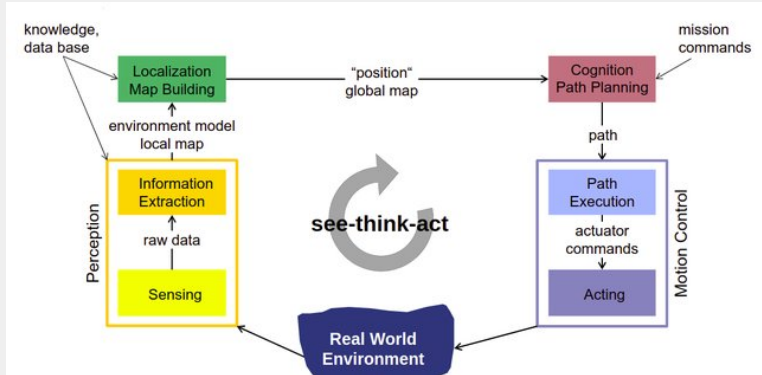 knowledge,
data base
mission
commands
Localization
Map Building
"position"
global map
Cognition
Path Planning
environment model
local map
path
Perception
Information
Extraction
raw data
Sensing
see-think-act
Path
Execution
actuator
commands
Acting
Motion Control
Real World
Environment